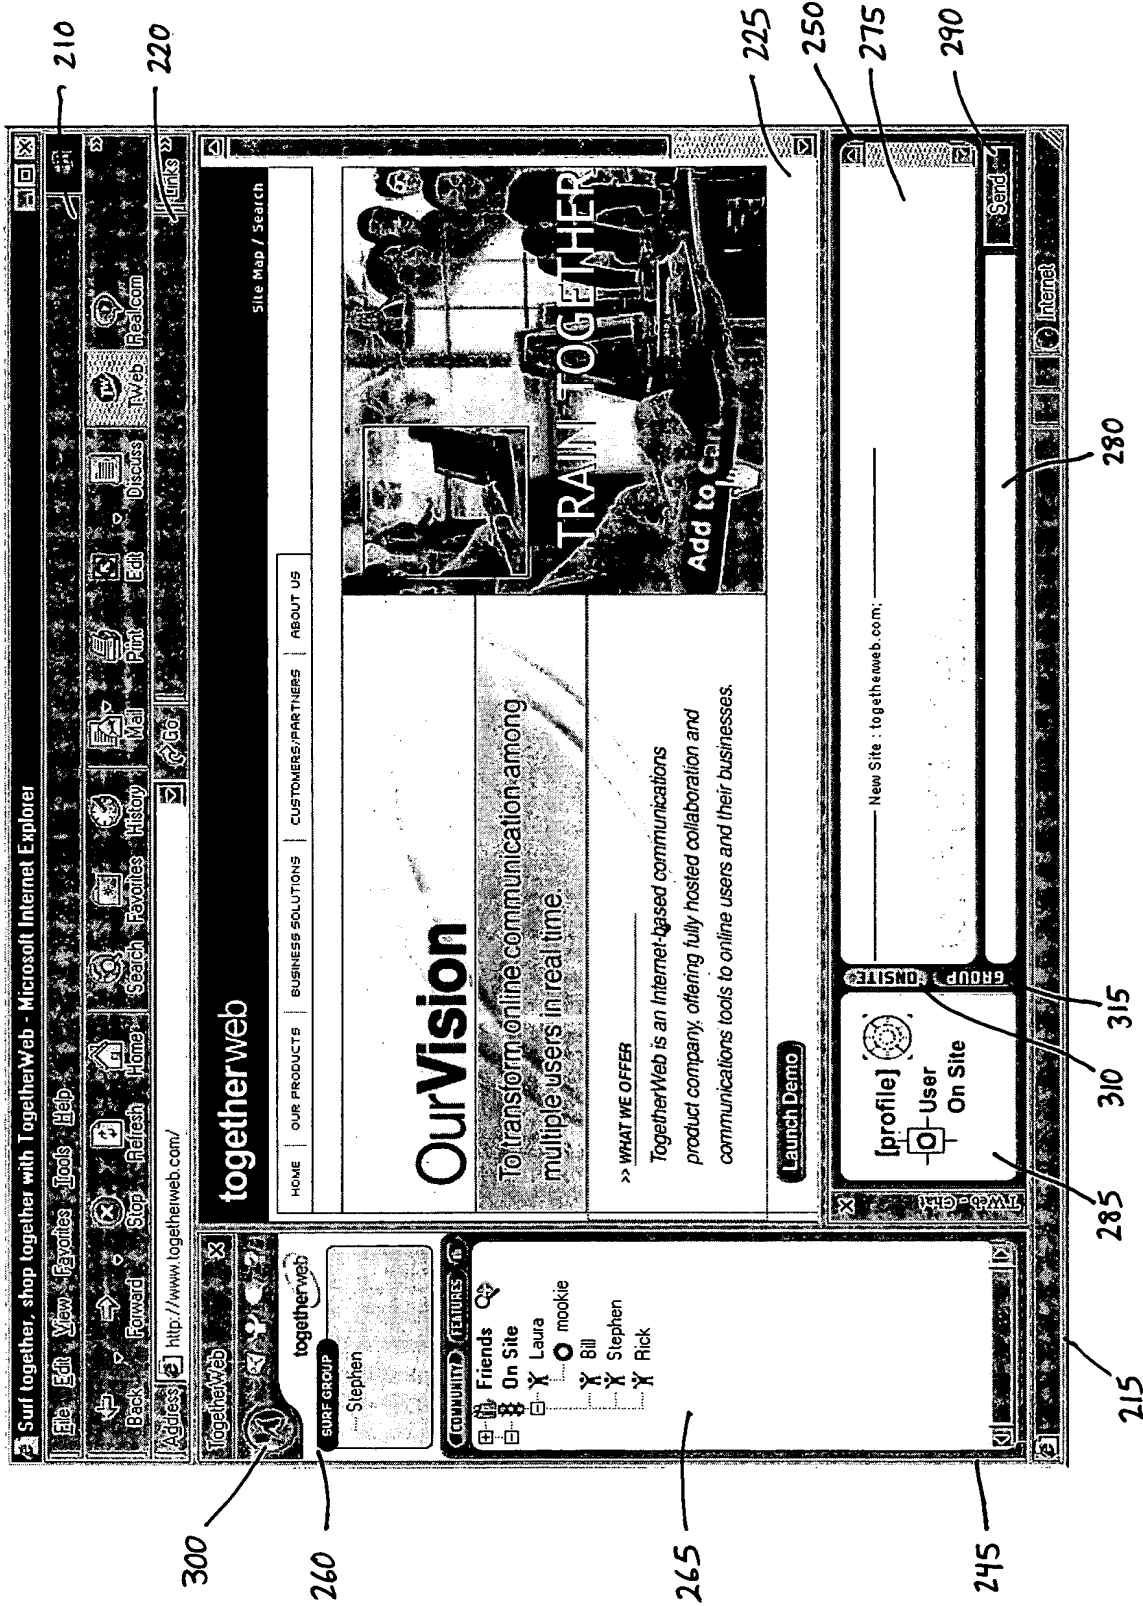 Surf together, shop together with TogetherWeb - Microsoft Internet Explorer
File Edit View Favorites Tools Help
Back Forward Stop Refresh Home Search Favorites History Mail Print Edit Discuss TWeb Real.com
Address http://www.togetherweb.com/ Go Links
210
220
TogetherWeb
togetherweb
SURF GROUP
Stephen
COMMUNITY FEATURES
Friends
On Site
Laura
mookie
Bill
Stephen
Rick
300
260
265
245
togetherweb
Site Map / Search
HOME OUR PRODUCTS BUSINESS SOLUTIONS CUSTOMERS/PARTNERS ABOUT US
OurVision
To transform online communication among
multiple users in real time.
>> WHAT WE OFFER
TogetherWeb is an Internet-based communications
product company, offering fully hosted collaboration and
communications tools to online users and their businesses.
Launch Demo
TRAIN TOGETHER
Add to Cart
225
250
275
290
TWeb - Chat
[profile]
User
On Site
ONSITE
GROUP
New Site : togetherweb.com;
Send
Internet
215
285
310
315
280